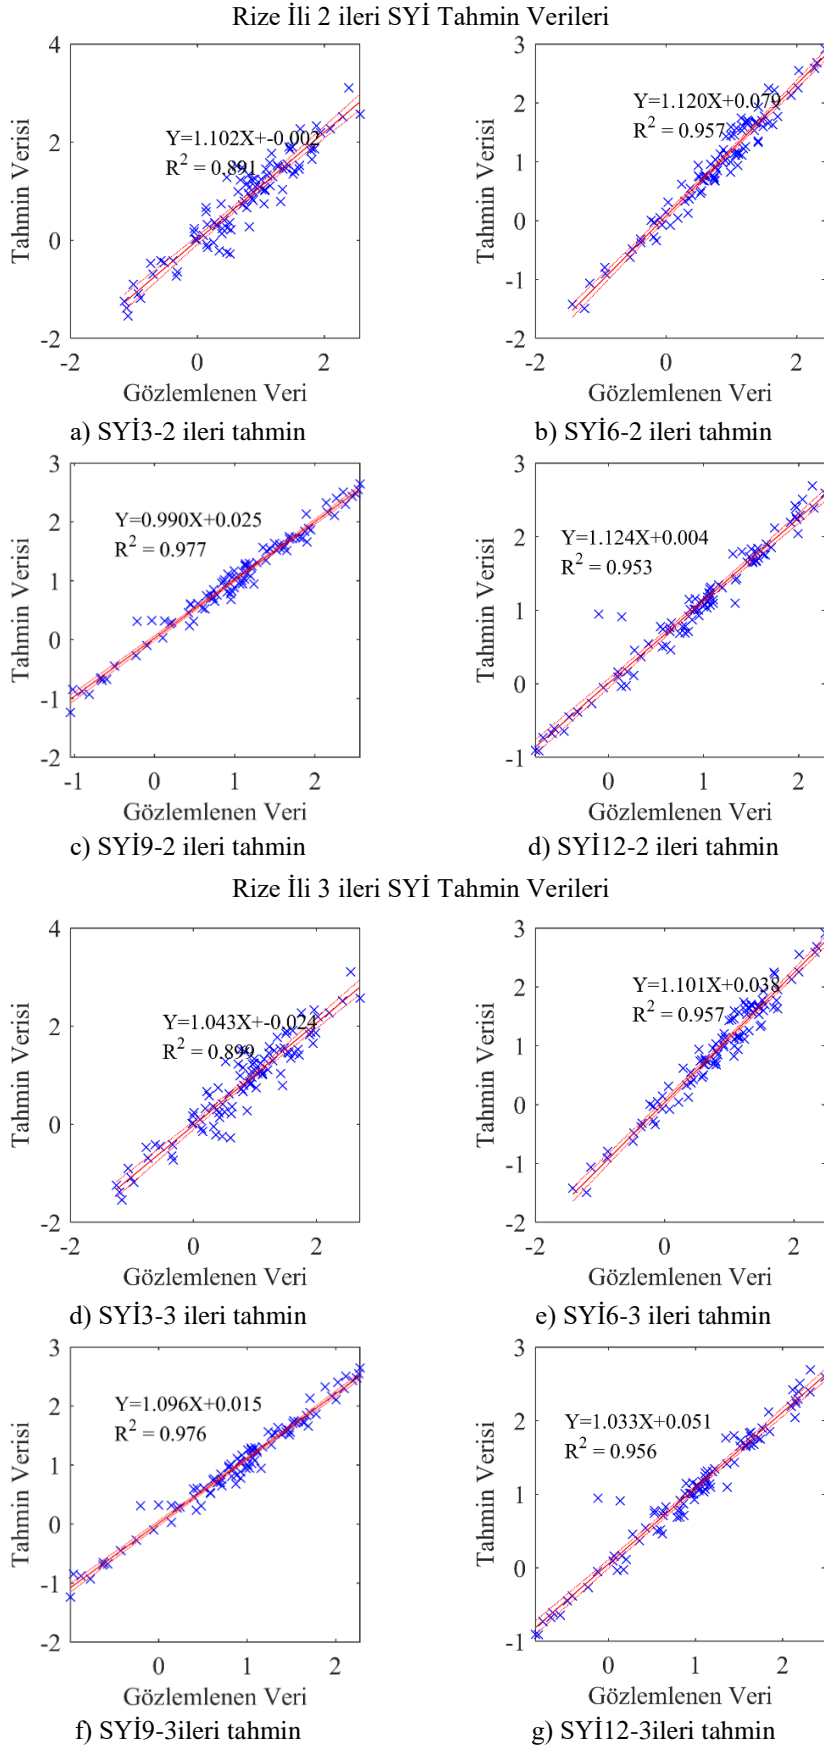 Rize İli 2 ileri SYİ Tahmin Verileri
4
2
0
-2
Tahmin Verisi
Y=1.102X+-0.002
R² = 0.891
-2 0 2
Gözlemlenen Veri
a) SYİ3-2 ileri tahmin
3
2
1
0
-1
-2
Tahmin Verisi
Y=1.120X+0.079
R² = 0.957
-2 0 2
Gözlemlenen Veri
b) SYİ6-2 ileri tahmin
3
2
1
0
-1
-2
Tahmin Verisi
Y=0.990X+0.025
R² = 0.977
-1 0 1 2
Gözlemlenen Veri
c) SYİ9-2 ileri tahmin
3
2
1
0
-1
Tahmin Verisi
Y=1.124X+0.004
R² = 0.953
0 1 2
Gözlemlenen Veri
d) SYİ12-2 ileri tahmin
Rize İli 3 ileri SYİ Tahmin Verileri
4
2
0
-2
Tahmin Verisi
Y=1.043X+-0.024
R² = 0.899
-2 0 2
Gözlemlenen Veri
d) SYİ3-3 ileri tahmin
3
2
1
0
-1
-2
Tahmin Verisi
Y=1.101X+0.038
R² = 0.957
-2 0 2
Gözlemlenen Veri
e) SYİ6-3 ileri tahmin
3
2
1
0
-1
-2
Tahmin Verisi
Y=1.096X+0.015
R² = 0.976
0 1 2
Gözlemlenen Veri
f) SYİ9-3ileri tahmin
3
2
1
0
-1
Tahmin Verisi
Y=1.033X+0.051
R² = 0.956
0 1 2
Gözlemlenen Veri
g) SYİ12-3ileri tahmin